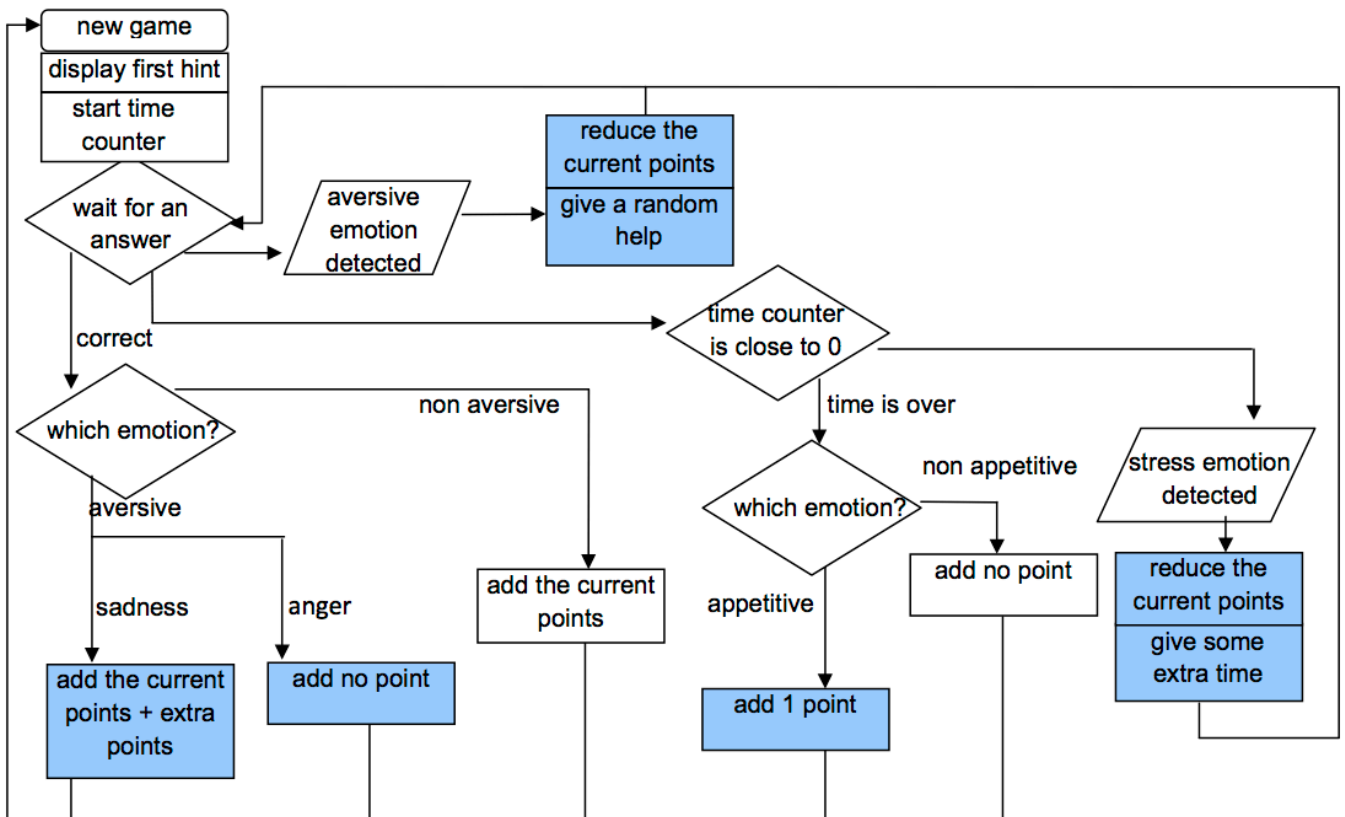 new game
display first hint
start time
counter
wait for an
answer
aversive
emotion
detected
reduce the
current points
give a random
help
time counter
is close to 0
correct
which emotion?
non aversive
time is over
non appetitive
stress emotion
detected
which emotion?
aversive
sadness
anger
add the current
points
appetitive
add no point
reduce the
current points
give some
extra time
add the current
points + extra
points
add no point
add 1 point